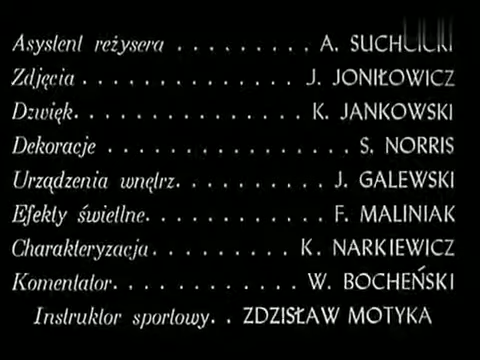 Asystent reżysera . . . . . . . . . A. SUCHCICKI
Zdjęcia . . . . . . . . . . . . . . . J. JONIŁOWICZ
Dzwięk. . . . . . . . . . . . . . . K. JANKOWSKI
Dekoracje . . . . . . . . . . . . . . . . S. NORRIS
Urządzenia wnętrz. . . . . . . . . . J. GALEWSKI
Efekty świetlne. . . . . . . . . . . . F. MALINIAK
Charakteryzacja. . . . . . . . . K. NARKIEWICZ
Komentator. . . . . . . . . . . . W. BOCHEŃSKI
Instruktor sportowy. . ZDZISŁAW MOTYKA